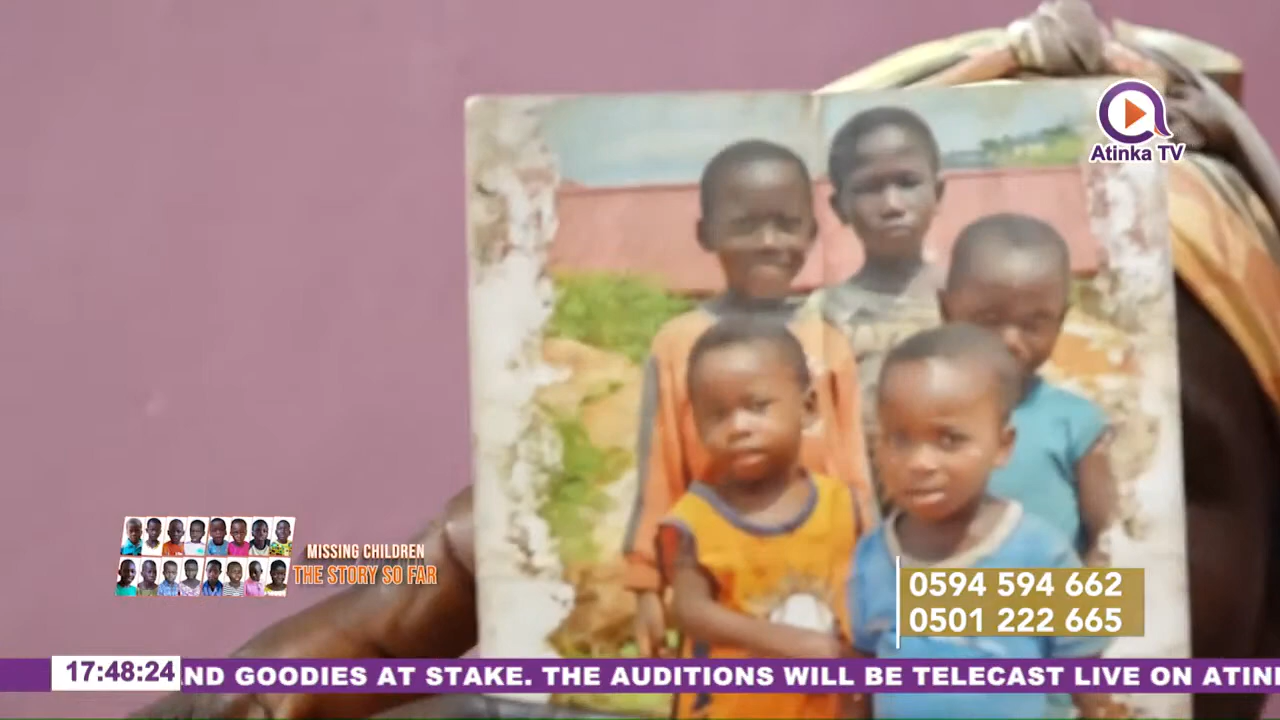 Atinka TV
MISSING CHILDREN
THE STORY SO FAR
0594 594 662
0501 222 665
17:48:24
ND GOODIES AT STAKE. THE AUDITIONS WILL BE TELECAST LIVE ON ATIN